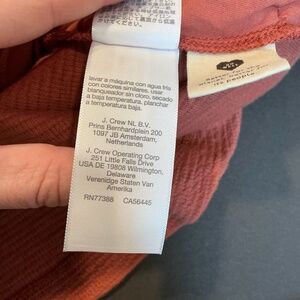 lavar a máquina con agua fría
con colores similares. usar
blanqueador sin cloro. secar
a baja temperatura. planchar
a temperatura baja.
J. Crew NL B.V.
Prins Bernhardplein 200
1097 JB Amsterdam,
Netherlands
J. Crew Operating Corp
251 Little Falls Drive
USA DE 19808 Wilmington,
Delaware
Verenidge Staten Van
Amerika
RN77388 CA56445
people